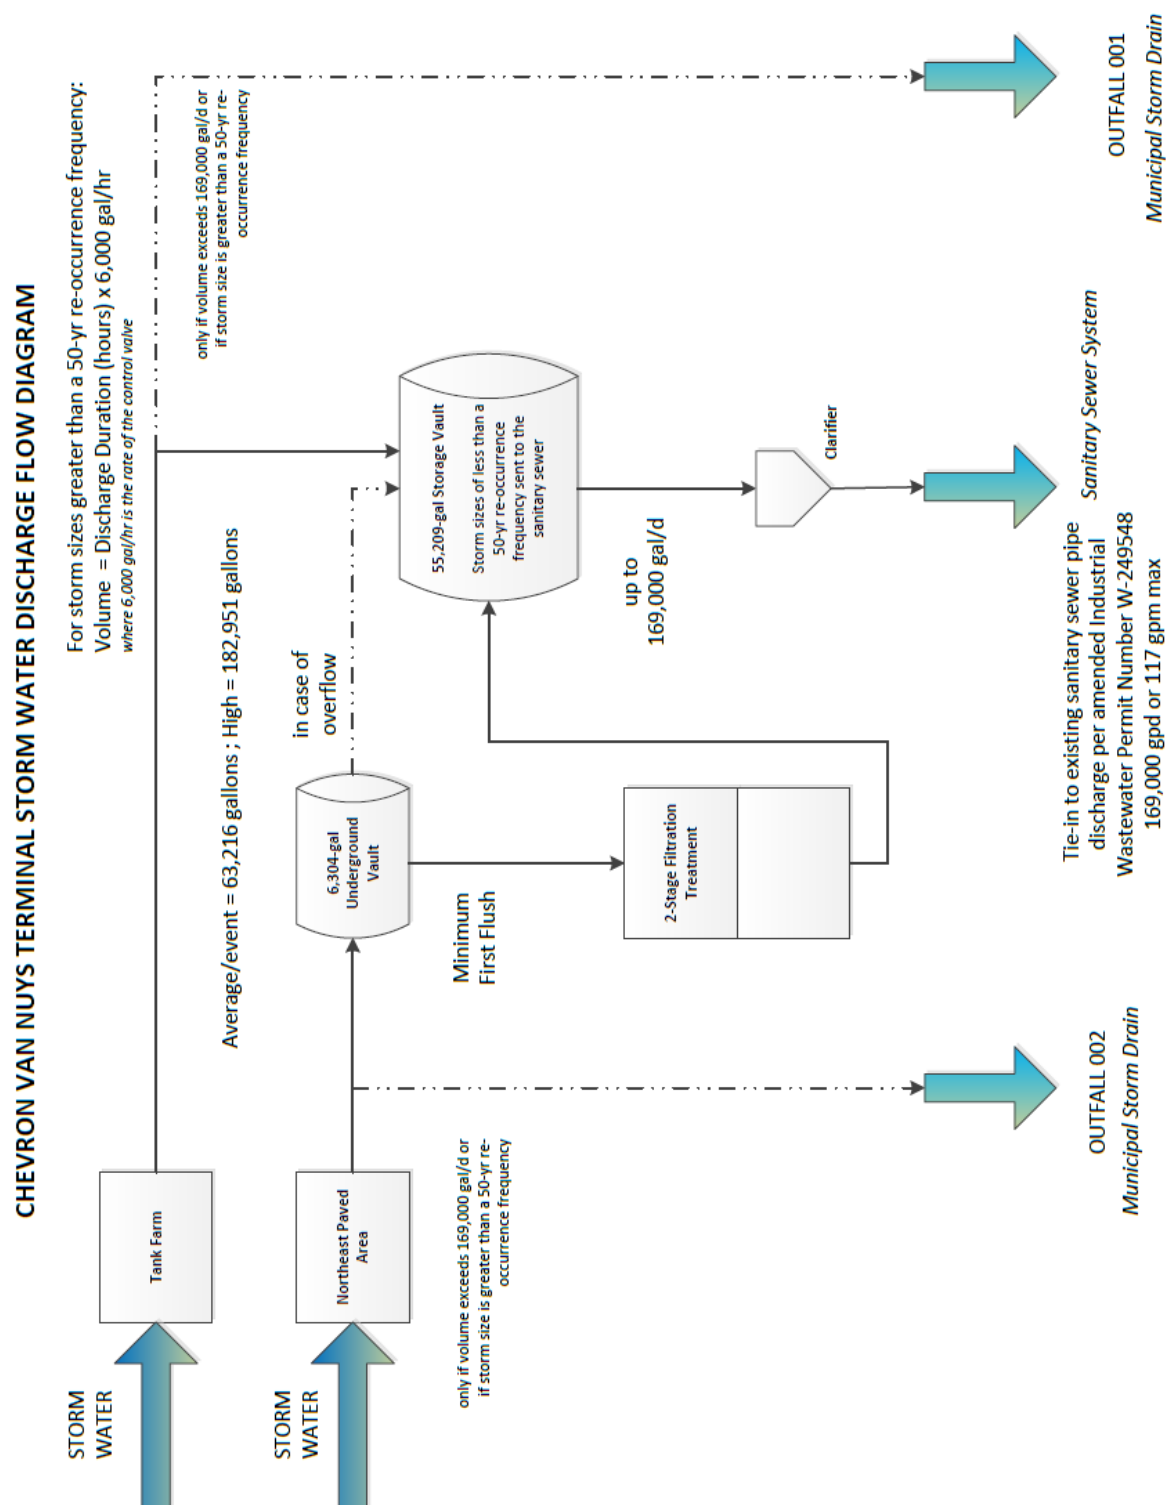 CHEVRON VAN NUYS TERMINAL STORM WATER DISCHARGE FLOW DIAGRAM
STORM
WATER
Tank Farm
For storm sizes greater than a 50-yr re-occurrence frequency:
Volume = Discharge Duration (hours) x 6,000 gal/hr
where 6,000 gal/hr is the rate of the control valve
only if volume exceeds 169,000 gal/d or
if storm size is greater than a 50-yr re-
occurrence frequency
Average/event = 63,216 gallons ; High = 182,951 gallons
STORM
WATER
Northeast Paved
Area
6,304-gal
Underground
Vault
in case of
overflow
55,209-gal Storage Vault
Storm sizes of less than a
50-yr re-occurrence
frequency sent to the
sanitary sewer
only if volume exceeds 169,000 gal/d or
if storm size is greater than a 50-yr re-
occurrence frequency
Minimum
First Flush
2-Stage Filtration
Treatment
up to
169,000 gal/d
Clarifier
OUTFALL 002
Municipal Storm Drain
Sanitary Sewer System
Tie-in to existing sanitary sewer pipe
discharge per amended Industrial
Wastewater Permit Number W-249548
169,000 gpd or 117 gpm max
OUTFALL 001
Municipal Storm Drain